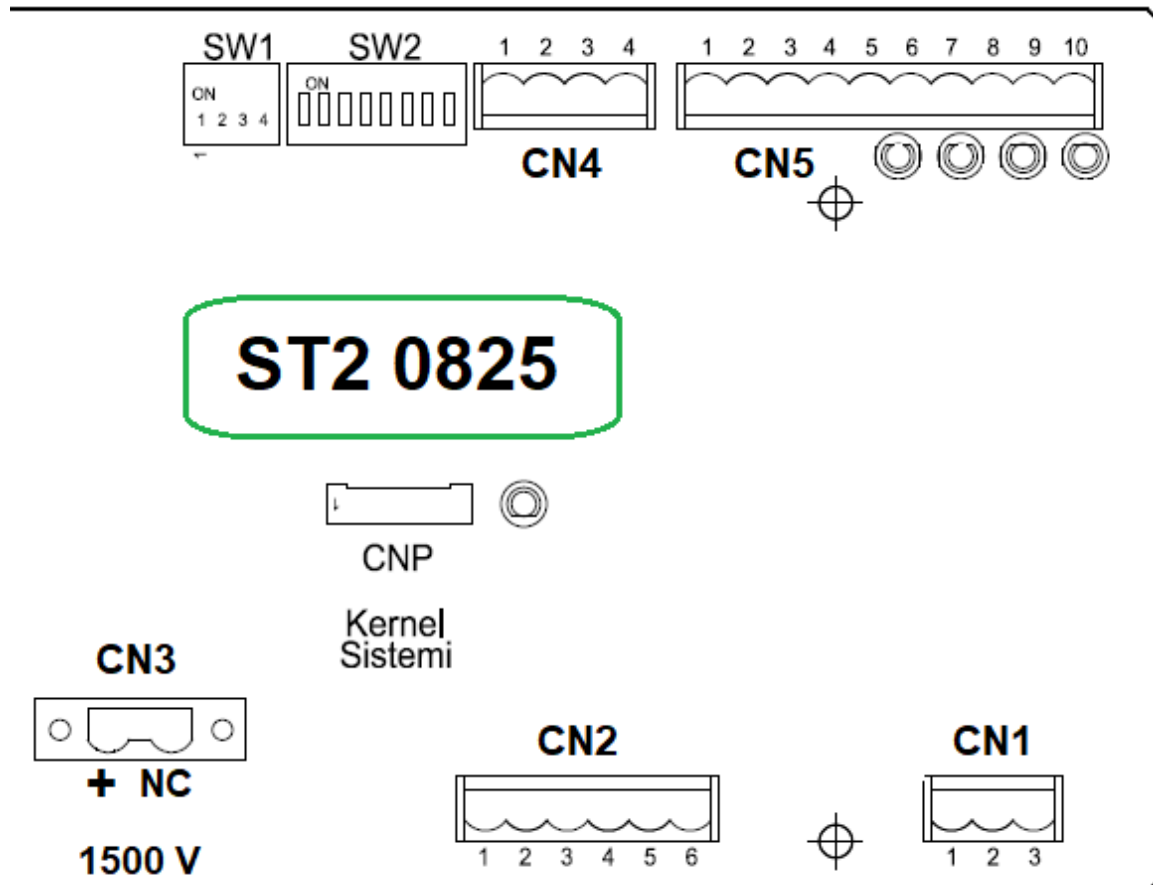 SW1 SW2 1 2 3 4 1 2 3 4 5 6 7 8 9 10
ON ON
1 2 3 4
CN4 CN5
ST2 0825
CNP
Kernel
Sistemi
CN3
+ NC
1500 V
CN2 CN1
1 2 3 4 5 6 1 2 3